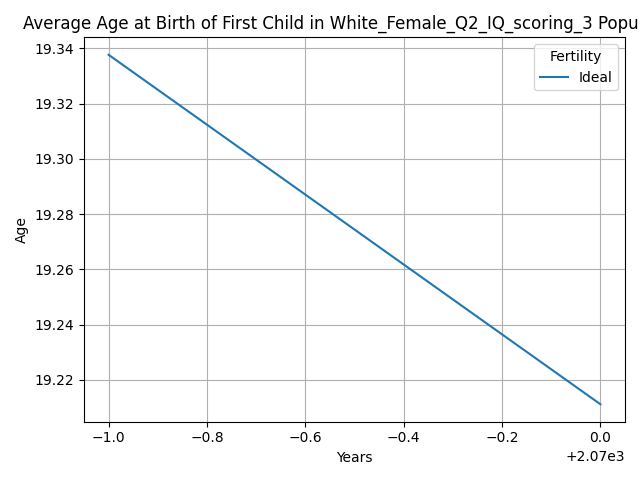 Average Age at Birth of First Child in White_Female_Q2_IQ_scoring_3 Popu
19.34
19.32
19.30
19.28
19.26
19.24
19.22
Age
Fertility
Ideal
−1.0 −0.8 −0.6 −0.4 −0.2 0.0
Years
+2.07e3